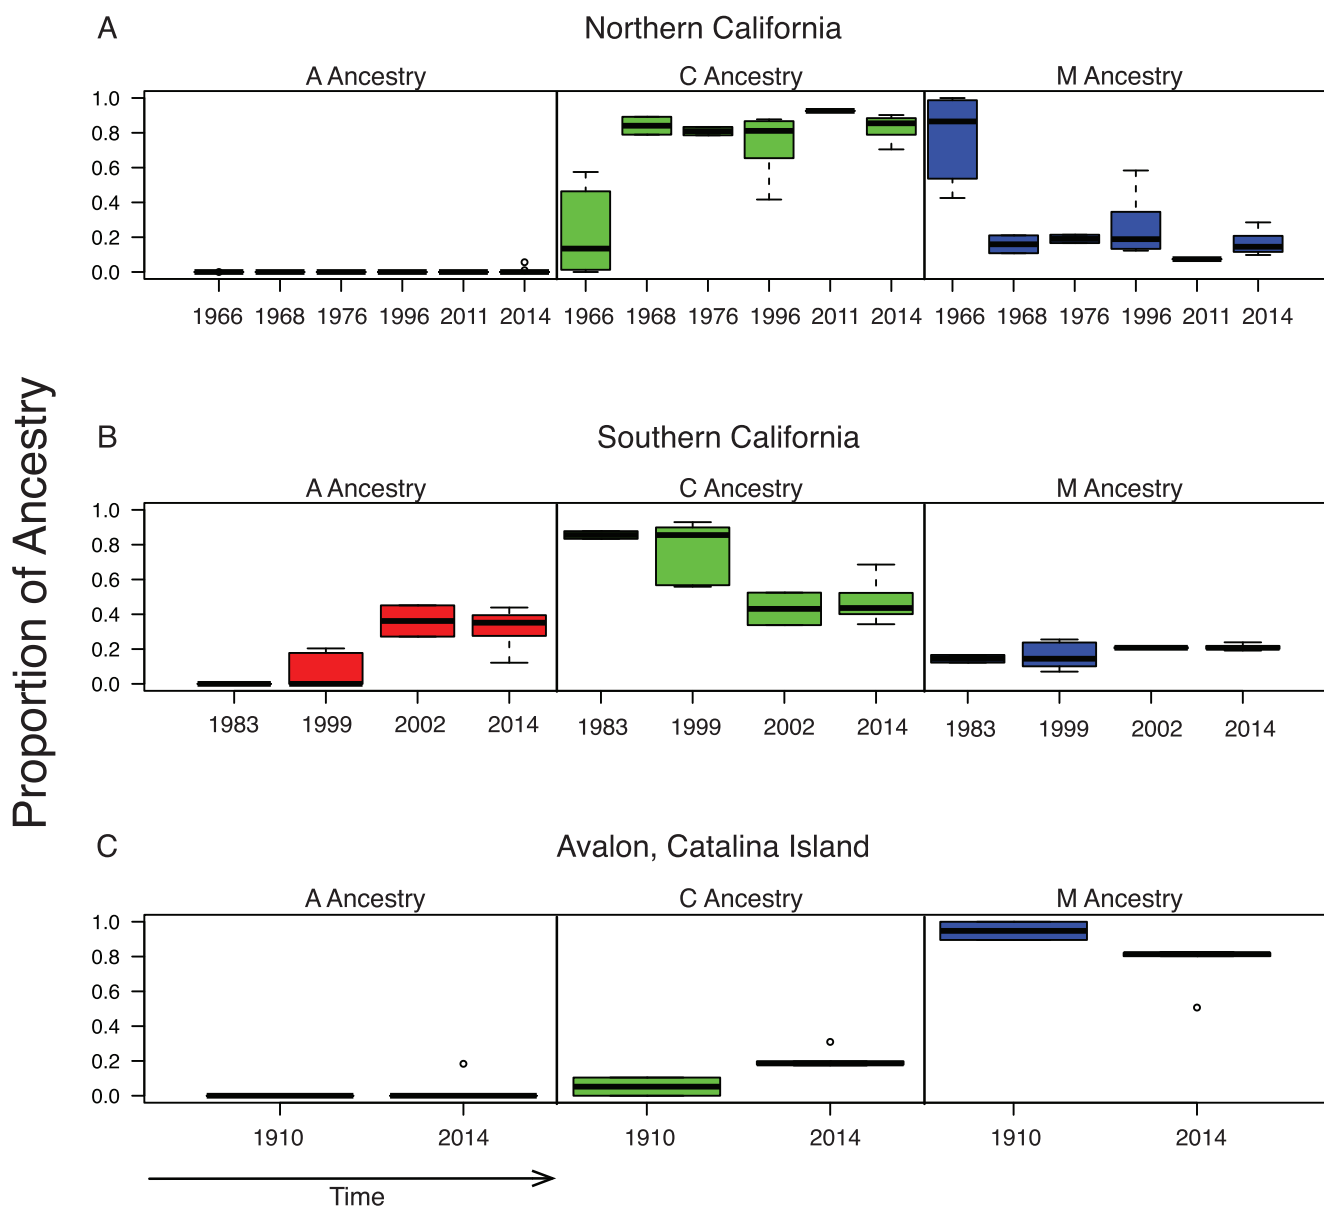 Proportion of Ancestry
A Northern California
A Ancestry C Ancestry M Ancestry
1.0
0.8
0.6
0.4
0.2
0.0
1966 1968 1976 1996 2011 2014 1966 1968 1976 1996 2011 2014 1966 1968 1976 1996 2011 2014
B Southern California
A Ancestry C Ancestry M Ancestry
1.0
0.8
0.6
0.4
0.2
0.0
1983 1999 2002 2014 1983 1999 2002 2014 1983 1999 2002 2014
C Avalon, Catalina Island
A Ancestry C Ancestry M Ancestry
1.0
0.8
0.6
0.4
0.2
0.0
1910 2014 1910 2014 1910 2014
Time